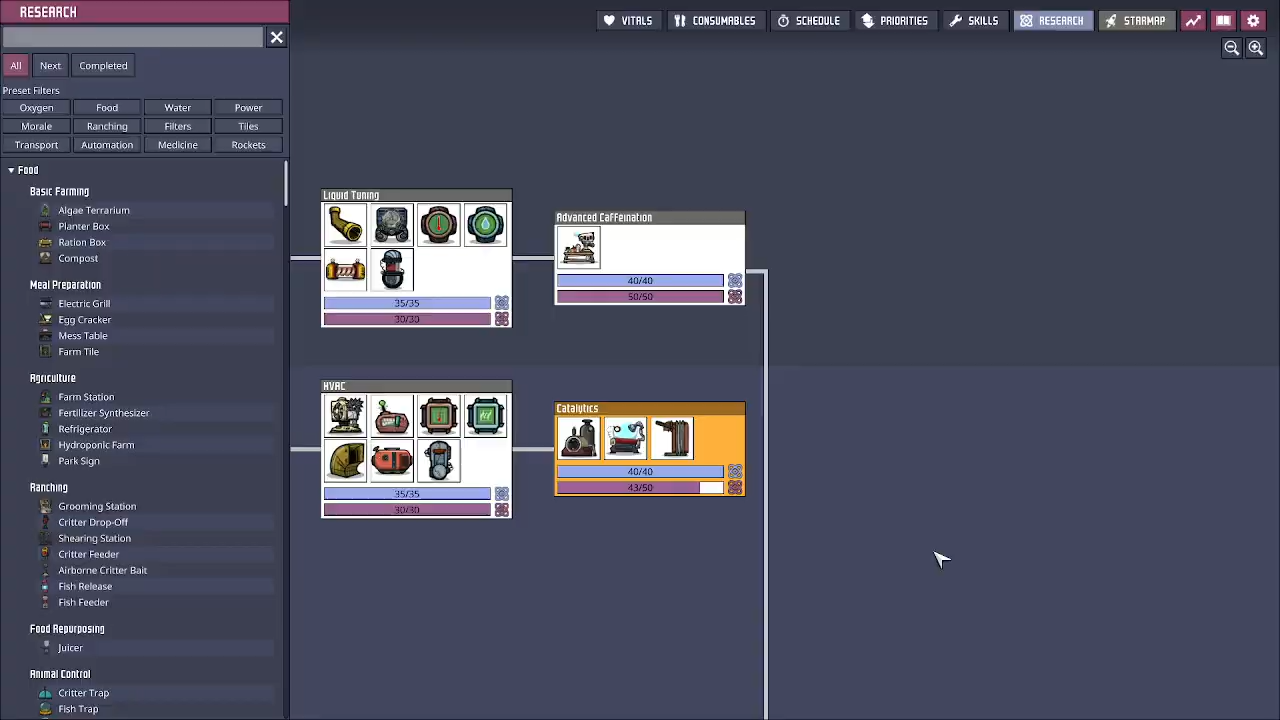 RESEARCH
VITALS
CONSUMABLES
SCHEDULE
PRIORITIES
SKILLS
RESEARCH
STARMAP
All
Next
Completed
Preset Filters
Oxygen
Food
Water
Power
Morale
Ranching
Filters
Tiles
Transport
Automation
Medicine
Rockets
Food
Basic Farming
Algae Terrarium
Planter Box
Ration Box
Compost
Meal Preparation
Electric Grill
Egg Cracker
Mess Table
Farm Tile
Agriculture
Farm Station
Fertilizer Synthesizer
Refrigerator
Hydroponic Farm
Park Sign
Ranching
Grooming Station
Critter Drop-Off
Shearing Station
Critter Feeder
Airborne Critter Bait
Fish Release
Fish Feeder
Food Repurposing
Juicer
Animal Control
Critter Trap
Fish Trap
Liquid Tuning
35/35
30/30
Advanced Caffeination
40/40
50/50
HVAC
35/35
30/30
Catalytics
40/40
43/50